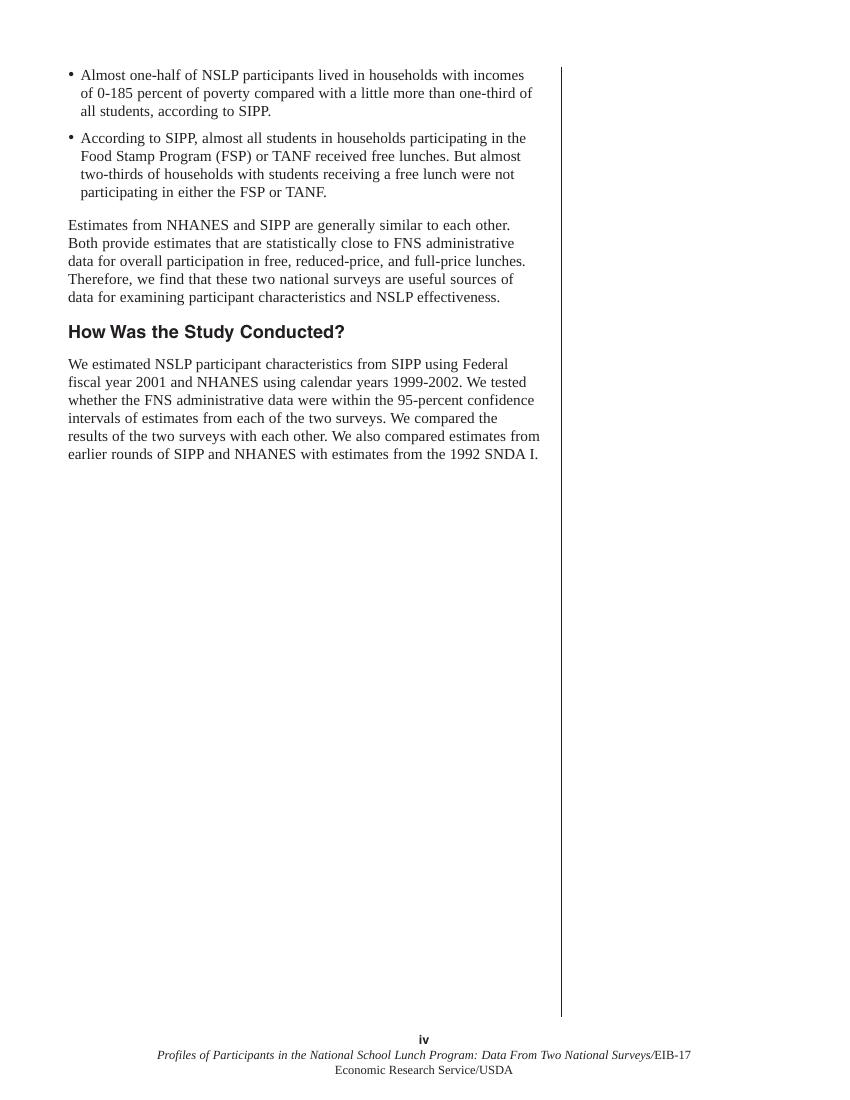 • Almost one-half of NSLP participants lived in households with incomes
of 0-185 percent of poverty compared with a little more than one-third of
all students, according to SIPP.
• According to SIPP, almost all students in households participating in the
Food Stamp Program (FSP) or TANF received free lunches. But almost
two-thirds of households with students receiving a free lunch were not
participating in either the FSP or TANF.
Estimates from NHANES and SIPP are generally similar to each other.
Both provide estimates that are statistically close to FNS administrative
data for overall participation in free, reduced-price, and full-price lunches.
Therefore, we find that these two national surveys are useful sources of
data for examining participant characteristics and NSLP effectiveness.
How Was the Study Conducted?
We estimated NSLP participant characteristics from SIPP using Federal
fiscal year 2001 and NHANES using calendar years 1999-2002. We tested
whether the FNS administrative data were within the 95-percent confidence
intervals of estimates from each of the two surveys. We compared the
results of the two surveys with each other. We also compared estimates from
earlier rounds of SIPP and NHANES with estimates from the 1992 SNDA I.
iv
Profiles of Participants in the National School Lunch Program: Data From Two National Surveys/EIB-17
Economic Research Service/USDA